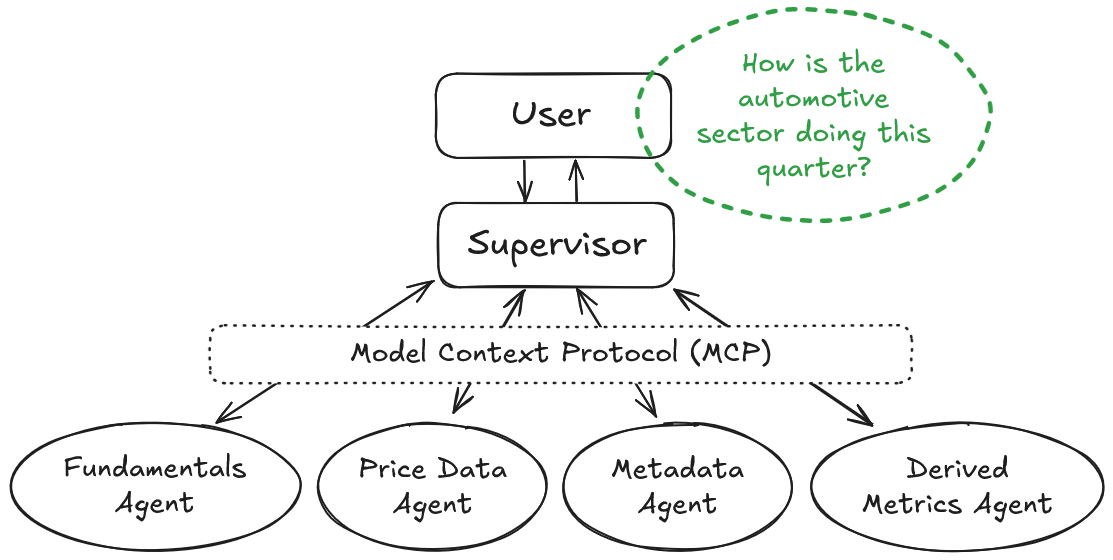 User
How is the
automotive
sector doing this
quarter?
Supervisor
Model Context Protocol (MCP)
Fundamentals
Agent
Price Data
Agent
Metadata
Agent
Derived
Metrics Agent